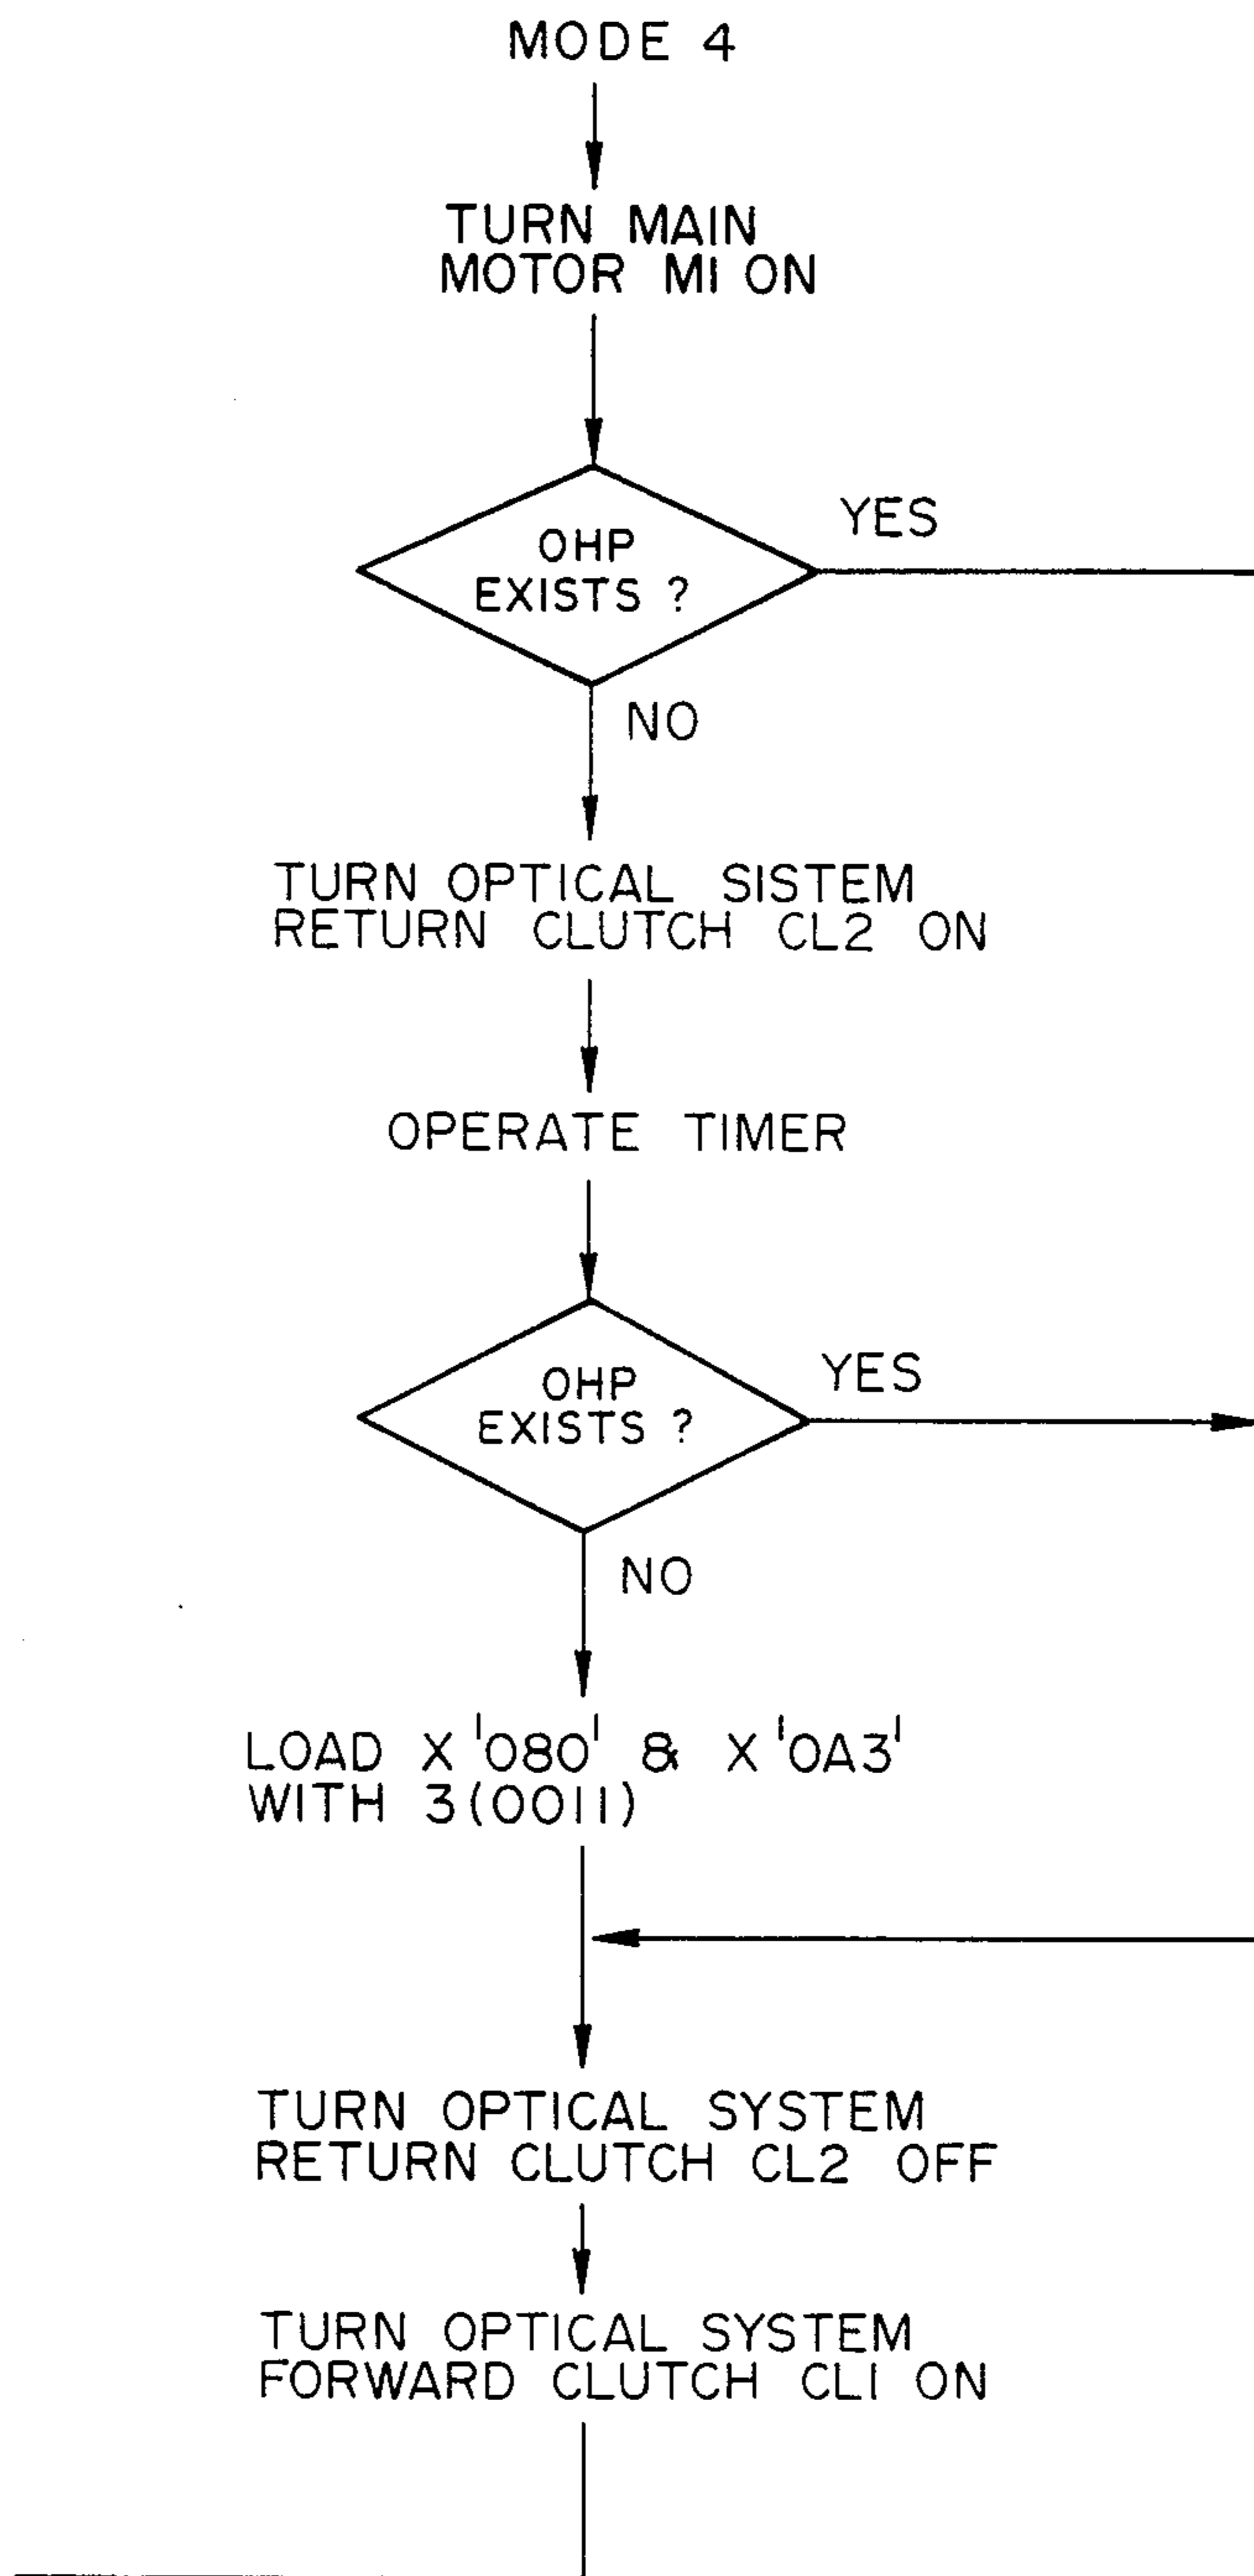 MODE 4
TURN MAIN
MOTOR M1 ON
OHP
EXISTS ?
YES
NO
TURN OPTICAL SISTEM
RETURN CLUTCH CL2 ON
OPERATE TIMER
OHP
EXISTS ?
YES
NO
LOAD X'080' & X'0A3'
WITH 3(0011)
TURN OPTICAL SYSTEM
RETURN CLUTCH CL2 OFF
TURN OPTICAL SYSTEM
FORWARD CLUTCH CL1 ON